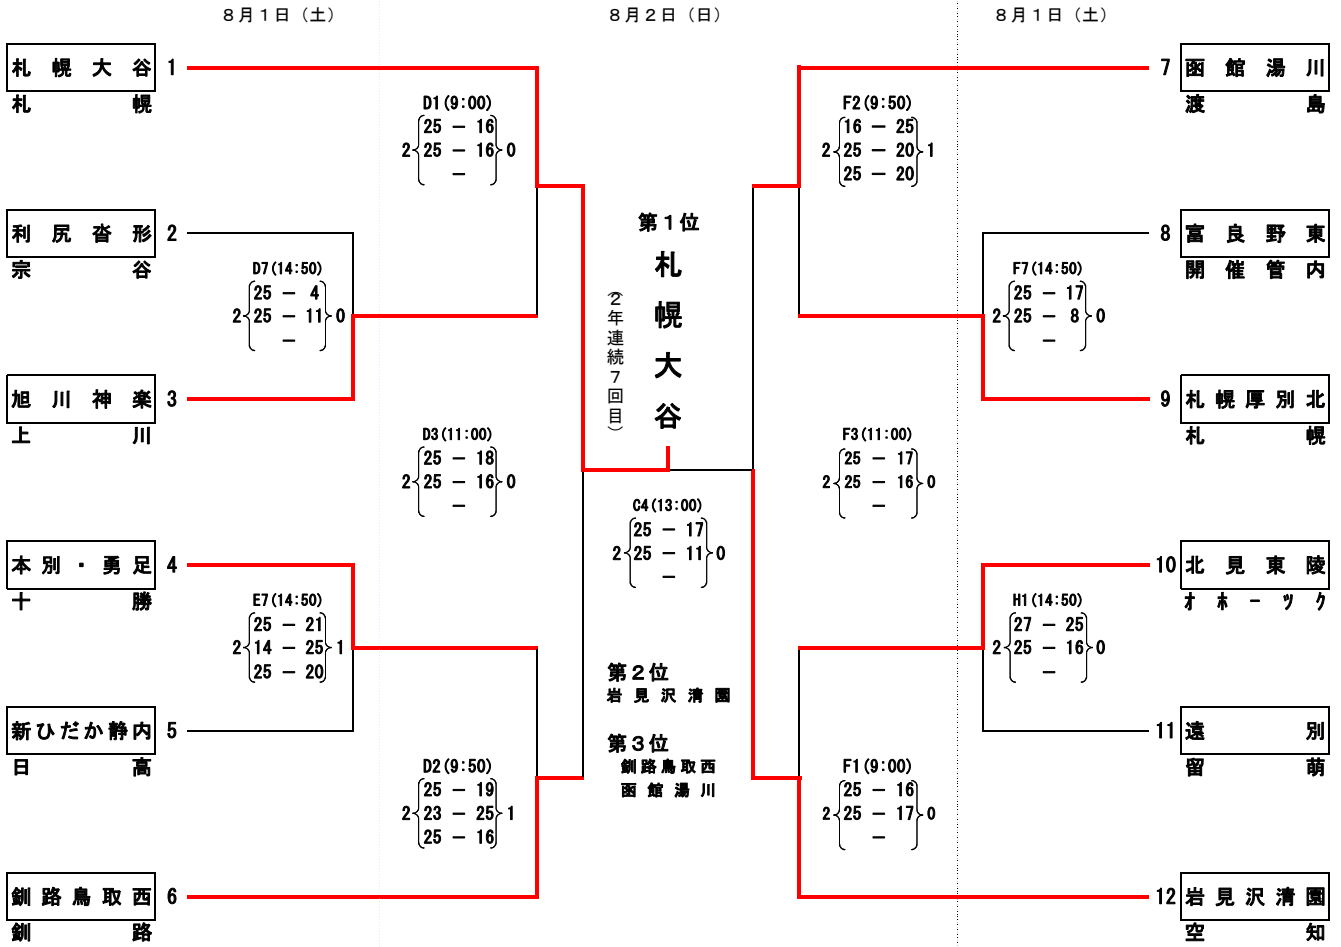 ８月１日（土）
８月２日（日）
８月１日（土）
札幌大谷 1
札幌
利尻沓形 2
宗谷
旭川神楽 3
上川
本別・勇足 4
十勝
新ひだか静内 5
日高
釧路鳥取西 6
釧路
D7(14:50)
25 － 4
2 25 － 11 0
－
E7(14:50)
25 － 21
2 14 － 25 1
25 － 20
D1(9:00)
25 － 16
2 25 － 16 0
－
D3(11:00)
25 － 18
2 25 － 16 0
－
D2(9:50)
25 － 19
2 23 － 25 1
25 － 16
第１位
札幌大谷
（２年連続７回目）
C4(13:00)
25 － 17
2 25 － 11 0
－
第２位
岩見沢清園
第３位
釧路鳥取西
函館湯川
F2(9:50)
16 － 25
2 25 － 20 1
25 － 20
F3(11:00)
25 － 17
2 25 － 16 0
－
F1(9:00)
25 － 16
2 25 － 17 0
－
F7(14:50)
25 － 17
2 25 － 8 0
－
H1(14:50)
27 － 25
2 25 － 16 0
－
7 函館湯川
渡島
8 富良野東
開催管内
9 札幌厚別北
札幌
10 北見東陵
オホーツク
11 遠別
留萌
12 岩見沢清園
空知